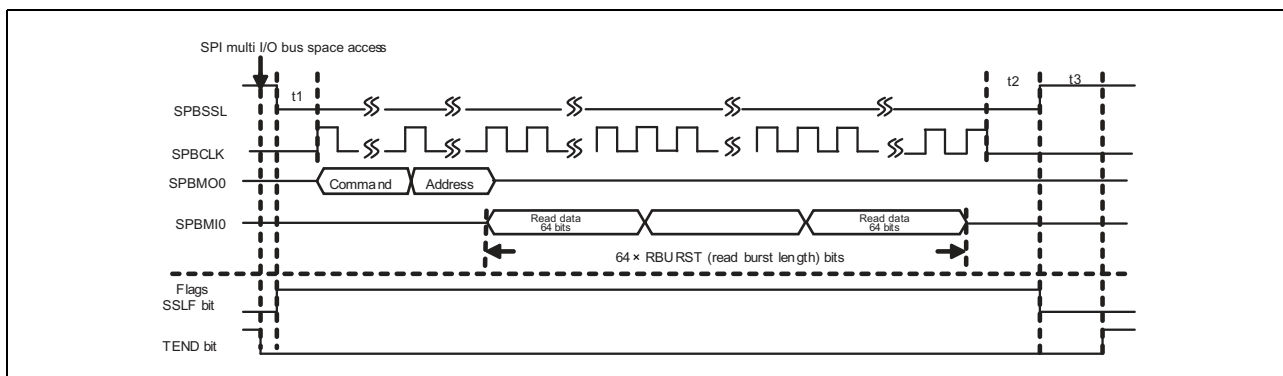 SPI multi I/O bus space access
t1
t2
t3
SPBSSL
SPBCLK
SPBMO0
Command
Address
SPBMI0
Read data
64 bits
Read data
64 bits
64 × RBURST (read burst length) bits
Flags
SSLF bit
TEND bit